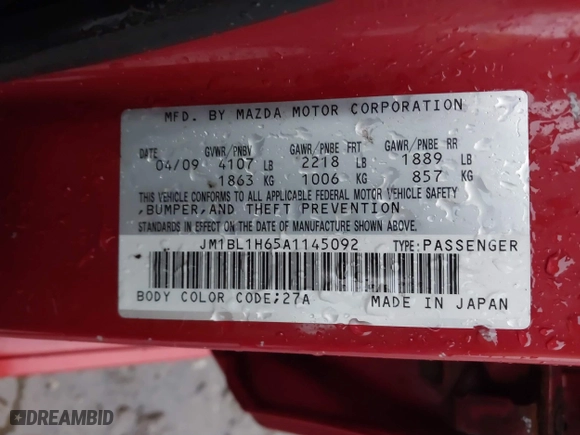 MFD. BY MAZDA MOTOR CORPORATION
DATE GVWR/PNBV GAWR/PNBE FRT GAWR/PNBE RR
04/09 4107 LB 2218 LB 1889 LB
1863 KG 1006 KG 857 KG
THIS VEHICLE CONFORMS TO ALL APPLICABLE FEDERAL MOTOR VEHICLE SAFETY
,BUMPER,AND THEFT PREVENTION
STANDARDS IN EFFECT ON THE DATE OF MANUFACTURE SHOWN ABOVE.
JM1BL1H65A1145092 TYPE:PASSENGER
BODY COLOR CODE;27A MADE IN JAPAN
DREAMBID